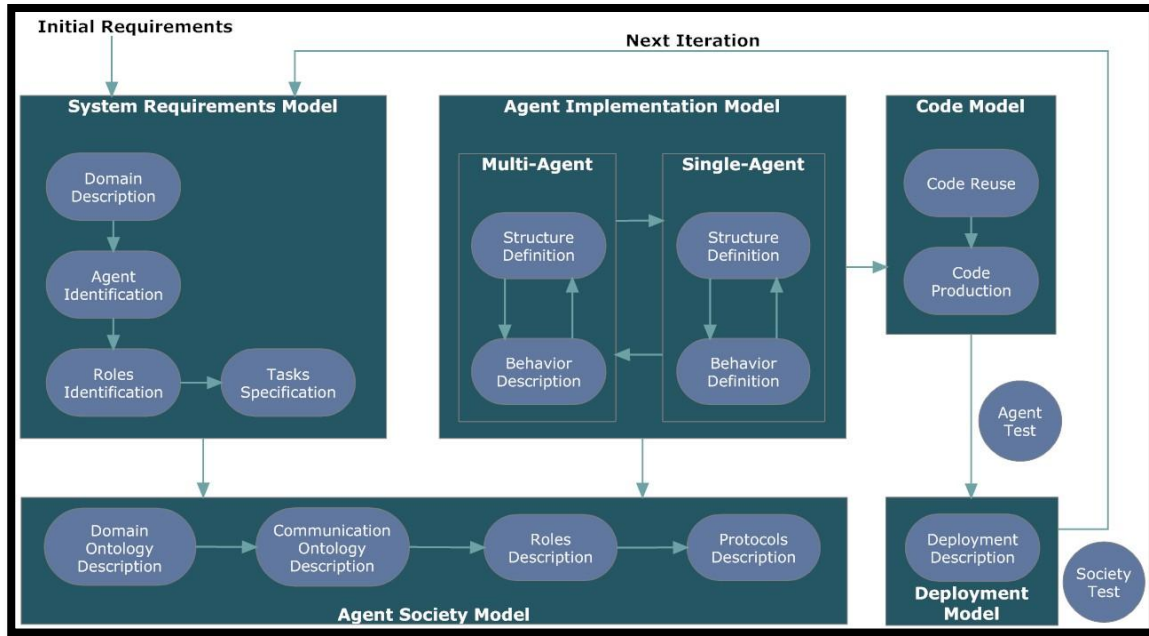 Initial Requirements
Next Iteration
System Requirements Model
Domain
Description
Agent
Identification
Roles
Identification
Tasks
Specification
Agent Implementation Model
Multi-Agent
Structure
Definition
Behavior
Description
Single-Agent
Structure
Definition
Behavior
Definition
Code Model
Code Reuse
Code
Production
Agent
Test
Domain
Ontology
Description
Communication
Ontology
Description
Roles
Description
Protocols
Description
Agent Society Model
Deployment
Description
Deployment
Model
Society
Test